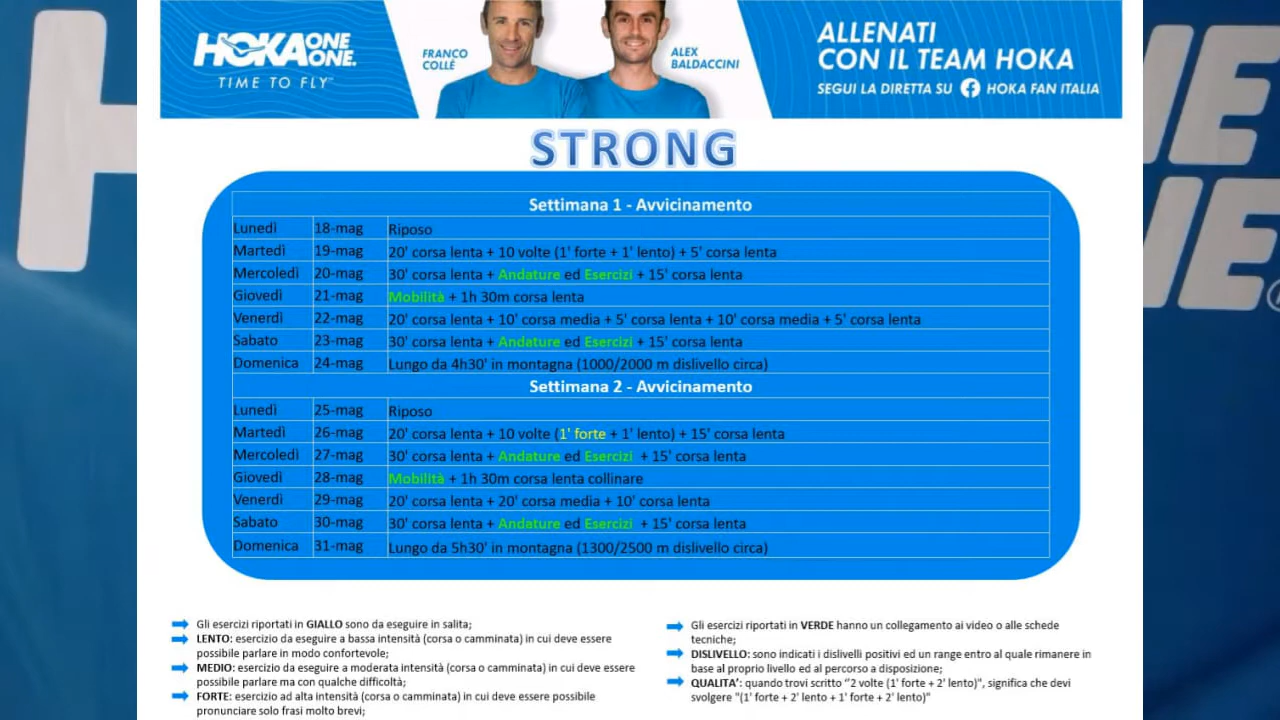 HOKA ONE ONE.
TIME TO FLY™
FRANCO COLLÉ
ALEX BALDACCINI
ALLENATI
CON IL TEAM HOKA
SEGUI LA DIRETTA SU HOKA FAN ITALIA
STRONG
Settimana 1 - Avvicinamento
Lunedì 18-mag Riposo
Martedì 19-mag 20' corsa lenta + 10 volte (1' forte + 1' lento) + 5' corsa lenta
Mercoledì 20-mag 30' corsa lenta + Andature ed Esercizi + 15' corsa lenta
Giovedì 21-mag Mobilità + 1h 30m corsa lenta
Venerdì 22-mag 20' corsa lenta + 10' corsa media + 5' corsa lenta + 10' corsa media + 5' corsa lenta
Sabato 23-mag 30' corsa lenta + Andature ed Esercizi + 15' corsa lenta
Domenica 24-mag Lungo da 4h30' in montagna (1000/2000 m dislivello circa)
Settimana 2 - Avvicinamento
Lunedì 25-mag Riposo
Martedì 26-mag 20' corsa lenta + 10 volte (1' forte + 1' lento) + 15' corsa lenta
Mercoledì 27-mag 30' corsa lenta + Andature ed Esercizi + 15' corsa lenta
Giovedì 28-mag Mobilità + 1h 30m corsa lenta collinare
Venerdì 29-mag 20' corsa lenta + 20' corsa media + 10' corsa lenta
Sabato 30-mag 30' corsa lenta + Andature ed Esercizi + 15' corsa lenta
Domenica 31-mag Lungo da 5h30' in montagna (1300/2500 m dislivello circa)
Gli esercizi riportati in GIALLO sono da eseguire in salita;
LENTO: esercizio da eseguire a bassa intensità (corsa o camminata) in cui deve essere
possibile parlare in modo confortevole;
MEDIO: esercizio da eseguire a moderata intensità (corsa o camminata) in cui deve essere
possibile parlare ma con qualche difficoltà;
FORTE: esercizio ad alta intensità (corsa o camminata) in cui deve essere possibile
pronunciare solo frasi molto brevi;
Gli esercizi riportati in VERDE hanno un collegamento ai video o alle schede
tecniche;
DISLIVELLO: sono indicati i dislivelli positivi ed un range entro al quale rimanere in
base al proprio livello ed al percorso a disposizione;
QUALITA': quando trovi scritto "2 volte (1' forte + 2' lento)", significa che devi
svolgere "(1' forte + 2' lento + 1' forte + 2' lento)"